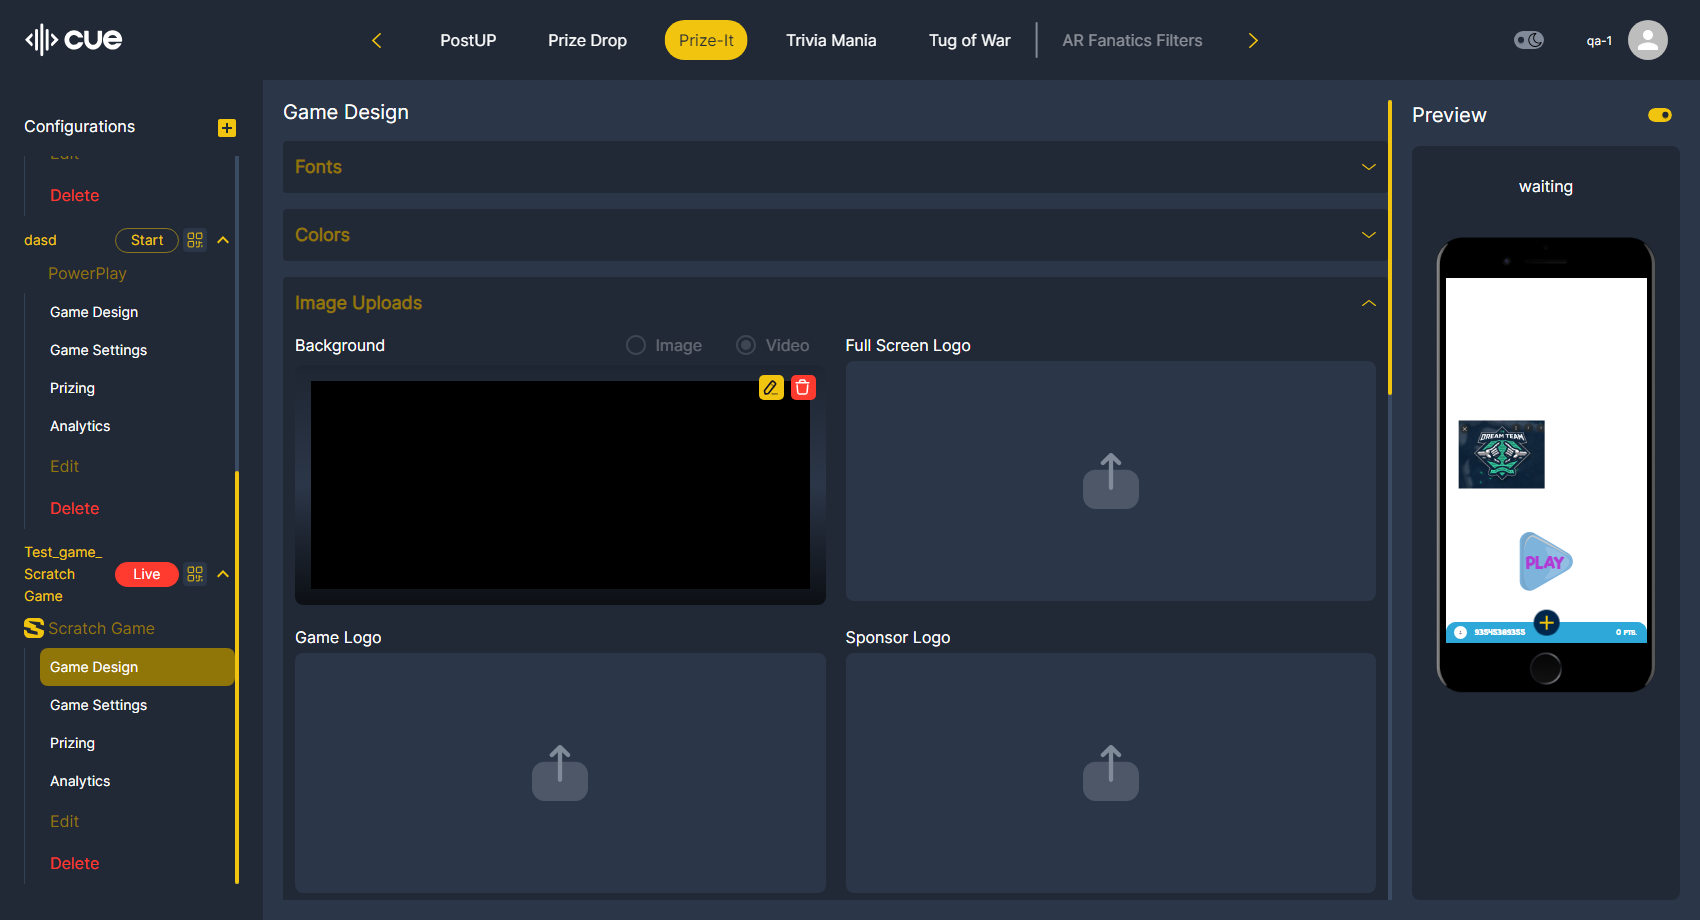 cue
PostUP
Prize Drop
Prize-It
Trivia Mania
Tug of War
AR Fanatics Filters
qa-1
Configurations
Delete
dasd
Start
PowerPlay
Game Design
Game Settings
Prizing
Analytics
Edit
Delete
Test_game_
Scratch
Game
Live
Scratch Game
Game Design
Game Settings
Prizing
Analytics
Edit
Delete
Game Design
Fonts
Colors
Image Uploads
Background
Image
Video
Full Screen Logo
Game Logo
Sponsor Logo
Preview
waiting
DREAM TEAM
PLAY
0 PTS.